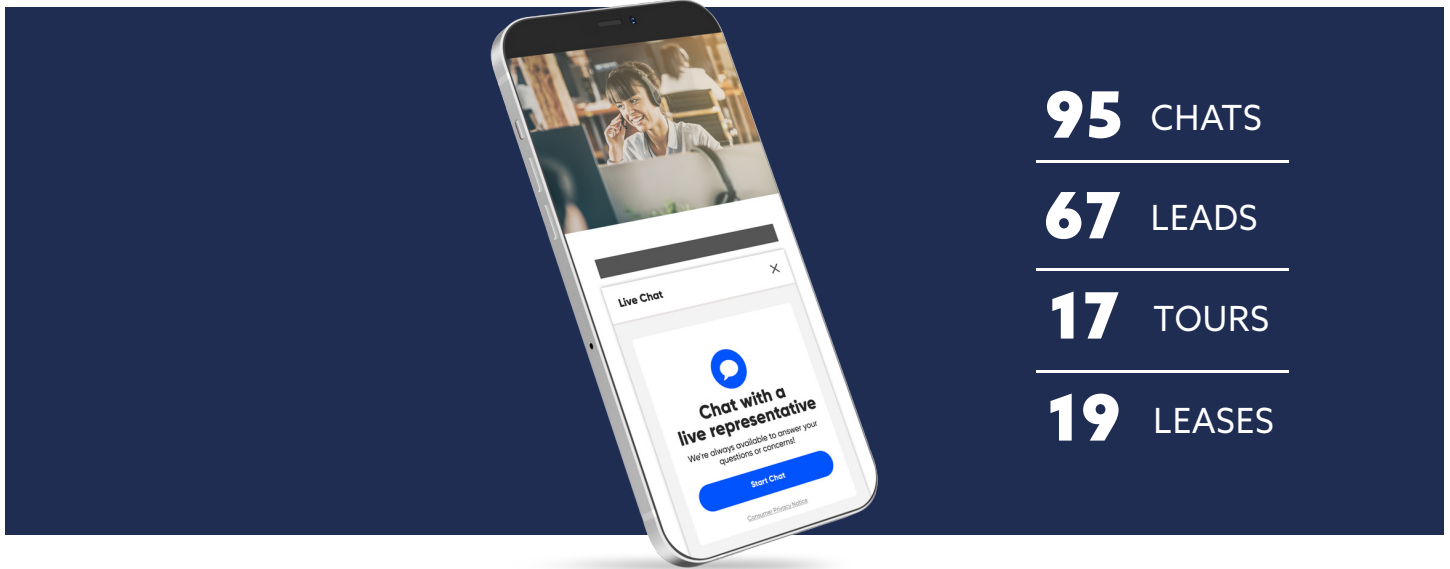 Live Chat
Chat with a
live representative
We're always available to answer your
questions or concerns!
Start Chat
Consumer Privacy Notice
95 CHATS
67 LEADS
17 TOURS
19 LEASES